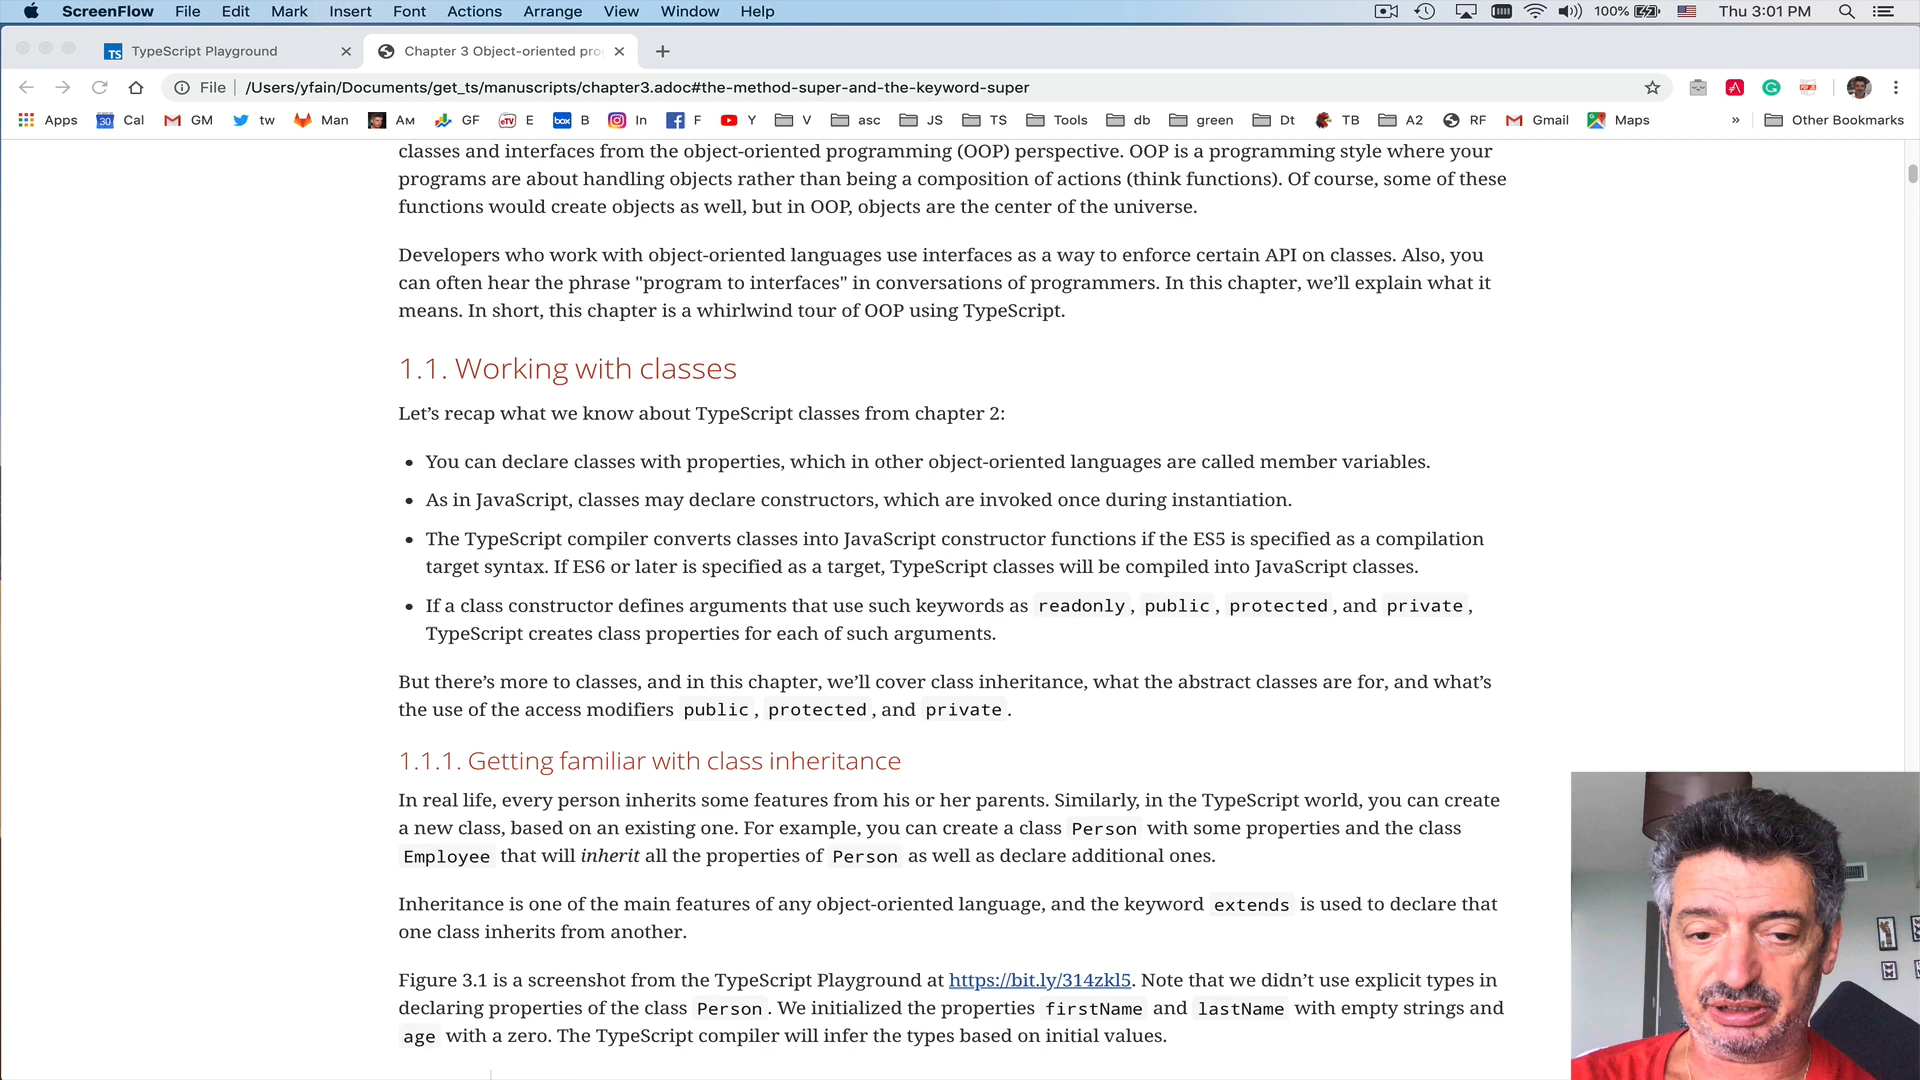 ScreenFlow File Edit Mark Insert Font Actions Arrange View Window Help 100% Thu 3:01 PM
TS TypeScript Playground Chapter 3 Object-oriented pro
File /Users/yfain/Documents/get_ts/manuscripts/chapter3.adoc#the-method-super-and-the-keyword-super
Apps 30 Cal GM tw Man Ам GF eTV E box B In F Y V asc JS TS Tools db green Dt TB A2 RF Gmail Maps » Other Bookmarks
classes and interfaces from the object-oriented programming (OOP) perspective. OOP is a programming style where your
programs are about handling objects rather than being a composition of actions (think functions). Of course, some of these
functions would create objects as well, but in OOP, objects are the center of the universe.
Developers who work with object-oriented languages use interfaces as a way to enforce certain API on classes. Also, you
can often hear the phrase "program to interfaces" in conversations of programmers. In this chapter, we’ll explain what it
means. In short, this chapter is a whirlwind tour of OOP using TypeScript.
1.1. Working with classes
Let’s recap what we know about TypeScript classes from chapter 2:
• You can declare classes with properties, which in other object-oriented languages are called member variables.
• As in JavaScript, classes may declare constructors, which are invoked once during instantiation.
• The TypeScript compiler converts classes into JavaScript constructor functions if the ES5 is specified as a compilation
target syntax. If ES6 or later is specified as a target, TypeScript classes will be compiled into JavaScript classes.
• If a class constructor defines arguments that use such keywords as readonly, public, protected, and private,
TypeScript creates class properties for each of such arguments.
But there’s more to classes, and in this chapter, we’ll cover class inheritance, what the abstract classes are for, and what’s
the use of the access modifiers public, protected, and private.
1.1.1. Getting familiar with class inheritance
In real life, every person inherits some features from his or her parents. Similarly, in the TypeScript world, you can create
a new class, based on an existing one. For example, you can create a class Person with some properties and the class
Employee that will inherit all the properties of Person as well as declare additional ones.
Inheritance is one of the main features of any object-oriented language, and the keyword extends is used to declare that
one class inherits from another.
Figure 3.1 is a screenshot from the TypeScript Playground at https://bit.ly/314zkl5. Note that we didn’t use explicit types in
declaring properties of the class Person. We initialized the properties firstName and lastName with empty strings and
age with a zero. The TypeScript compiler will infer the types based on initial values.